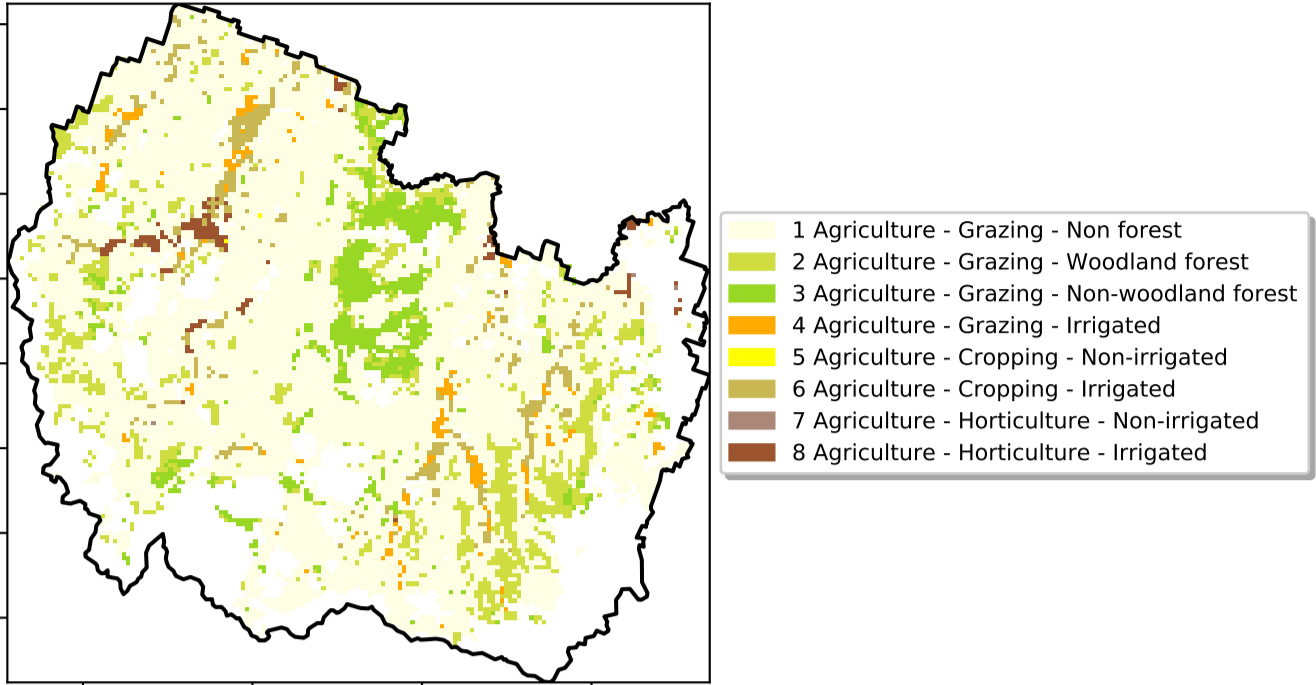 1 Agriculture - Grazing - Non forest
2 Agriculture - Grazing - Woodland forest
3 Agriculture - Grazing - Non-woodland forest
4 Agriculture - Grazing - Irrigated
5 Agriculture - Cropping - Non-irrigated
6 Agriculture - Cropping - Irrigated
7 Agriculture - Horticulture - Non-irrigated
8 Agriculture - Horticulture - Irrigated